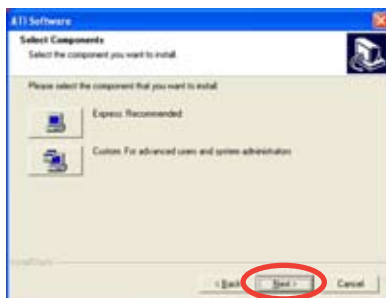 ATI Software
Select Components
Select the component you want to install.
Please select the component that you want to install
Express: Recommended
Custom: For advanced users and system administrators
< Back
Next >
Cancel